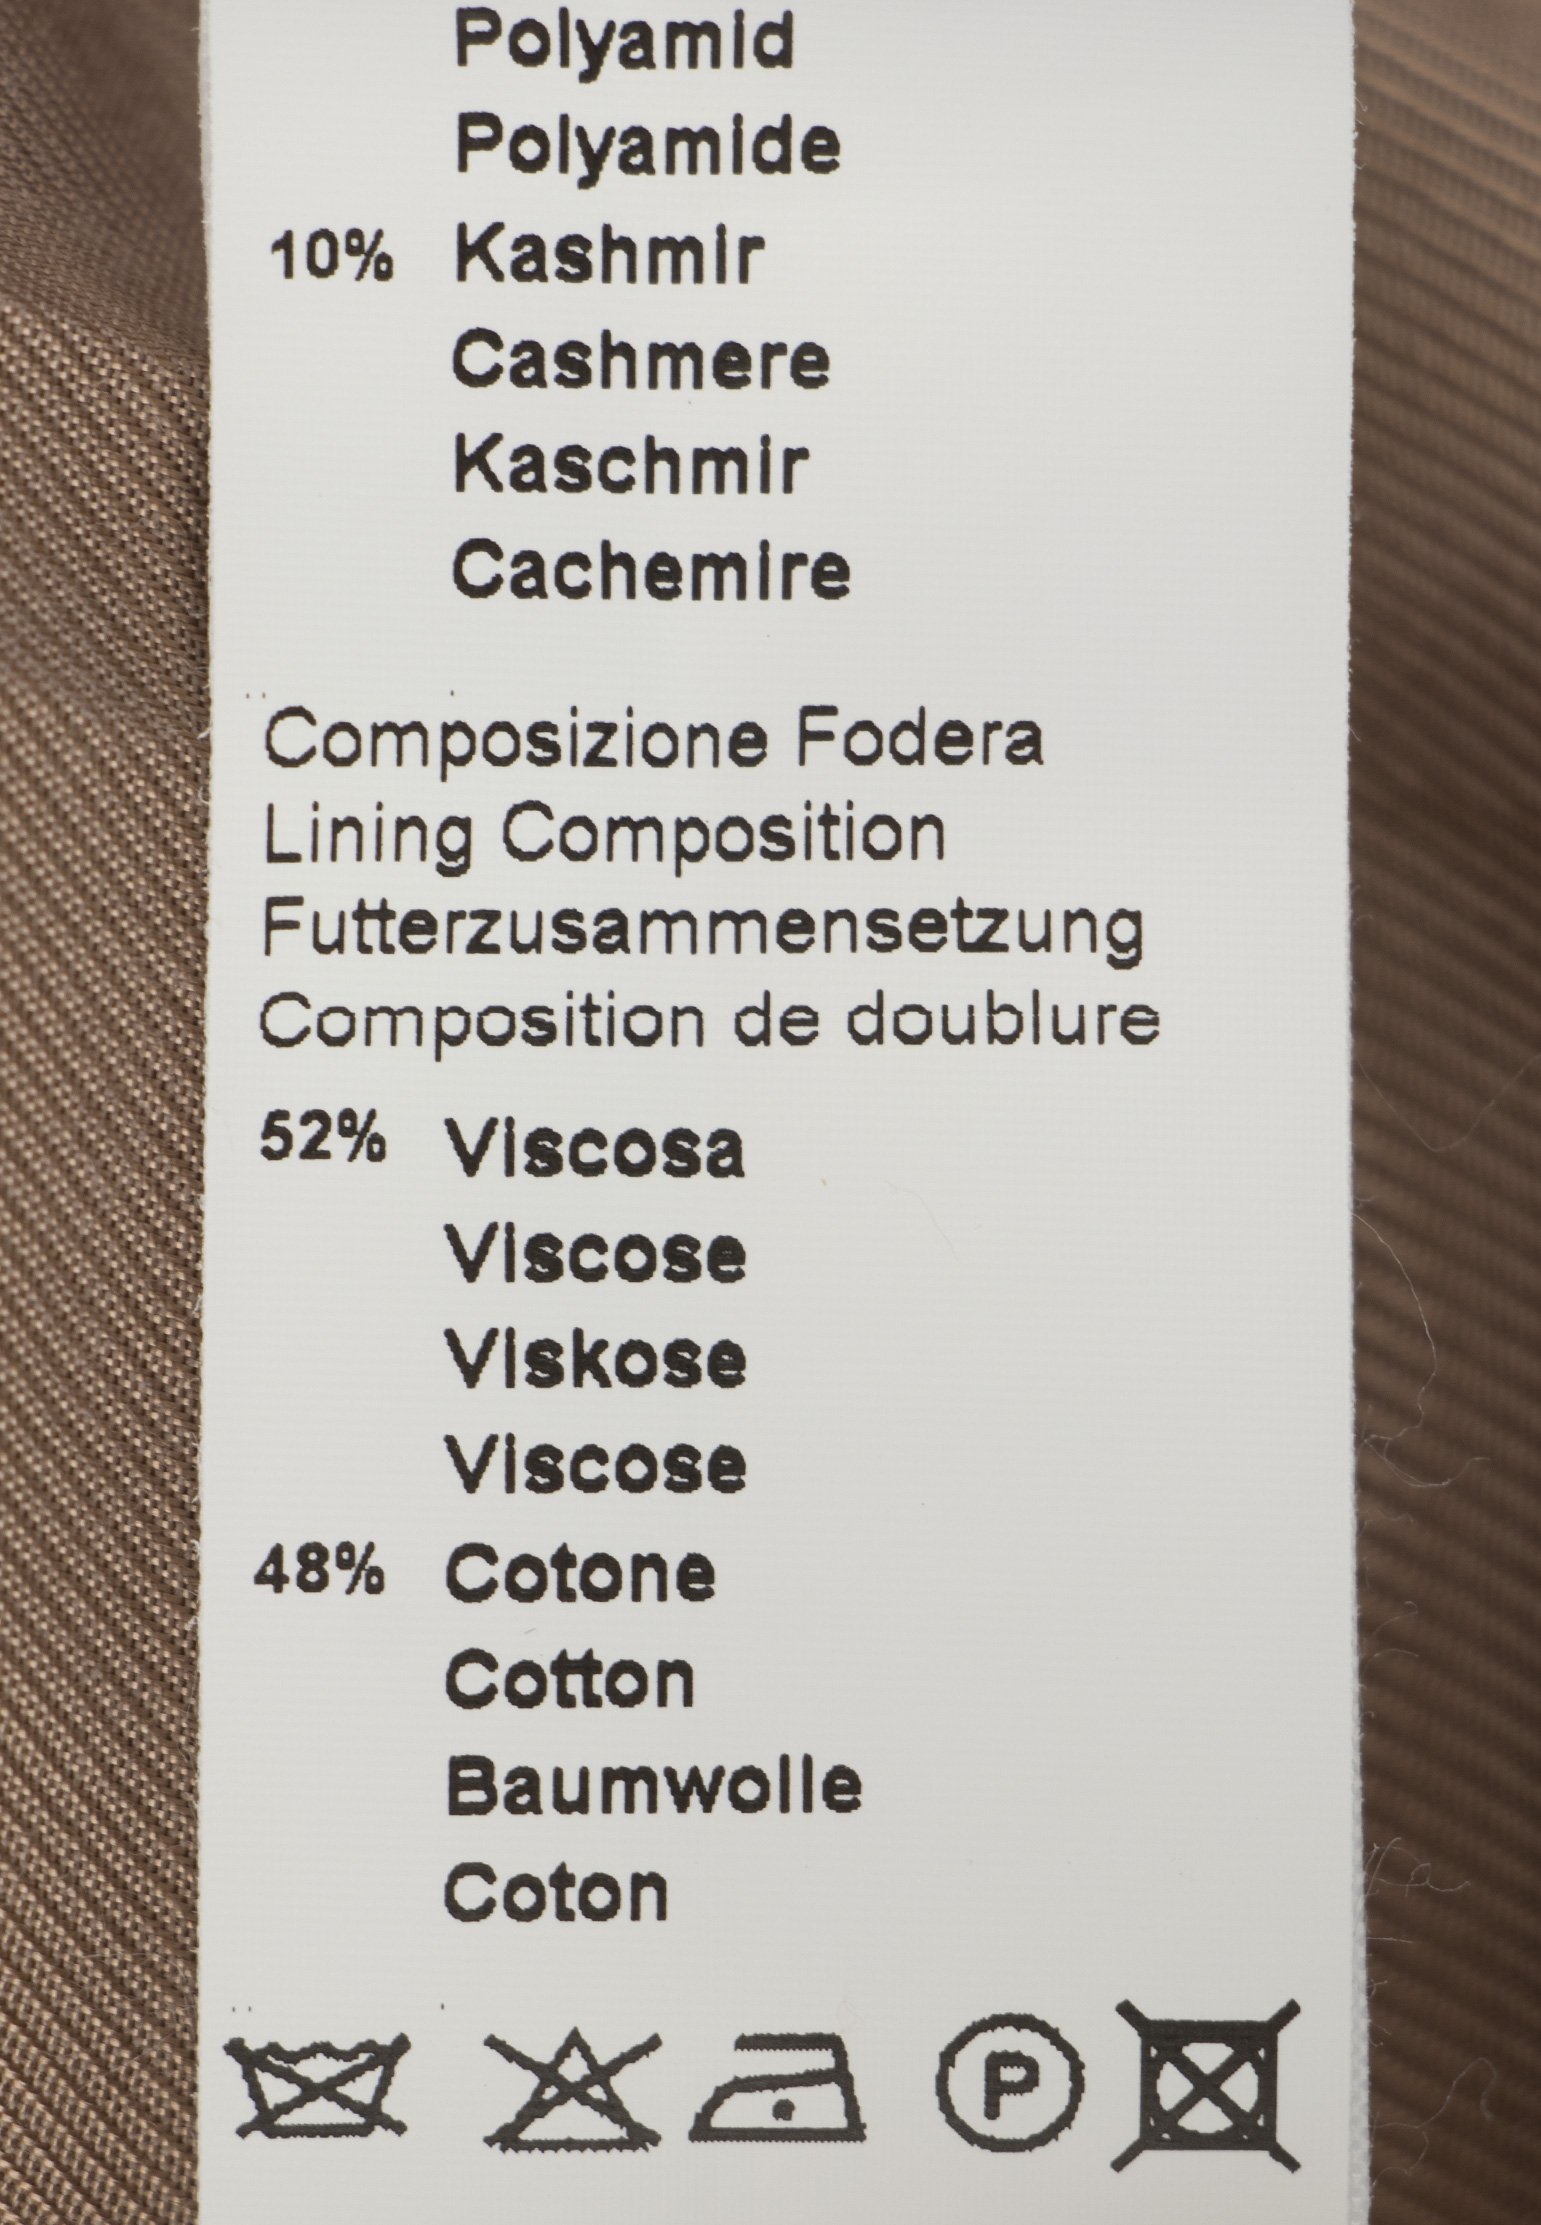 Polyamid
Polyamide
10% Kashmir
Cashmere
Kaschmir
Cachemire
Composizione Fodera
Lining Composition
Futterzusammensetzung
Composition de doublure
52% Viscosa
Viscose
Viskose
Viscose
48% Cotone
Cotton
Baumwolle
Coton
P